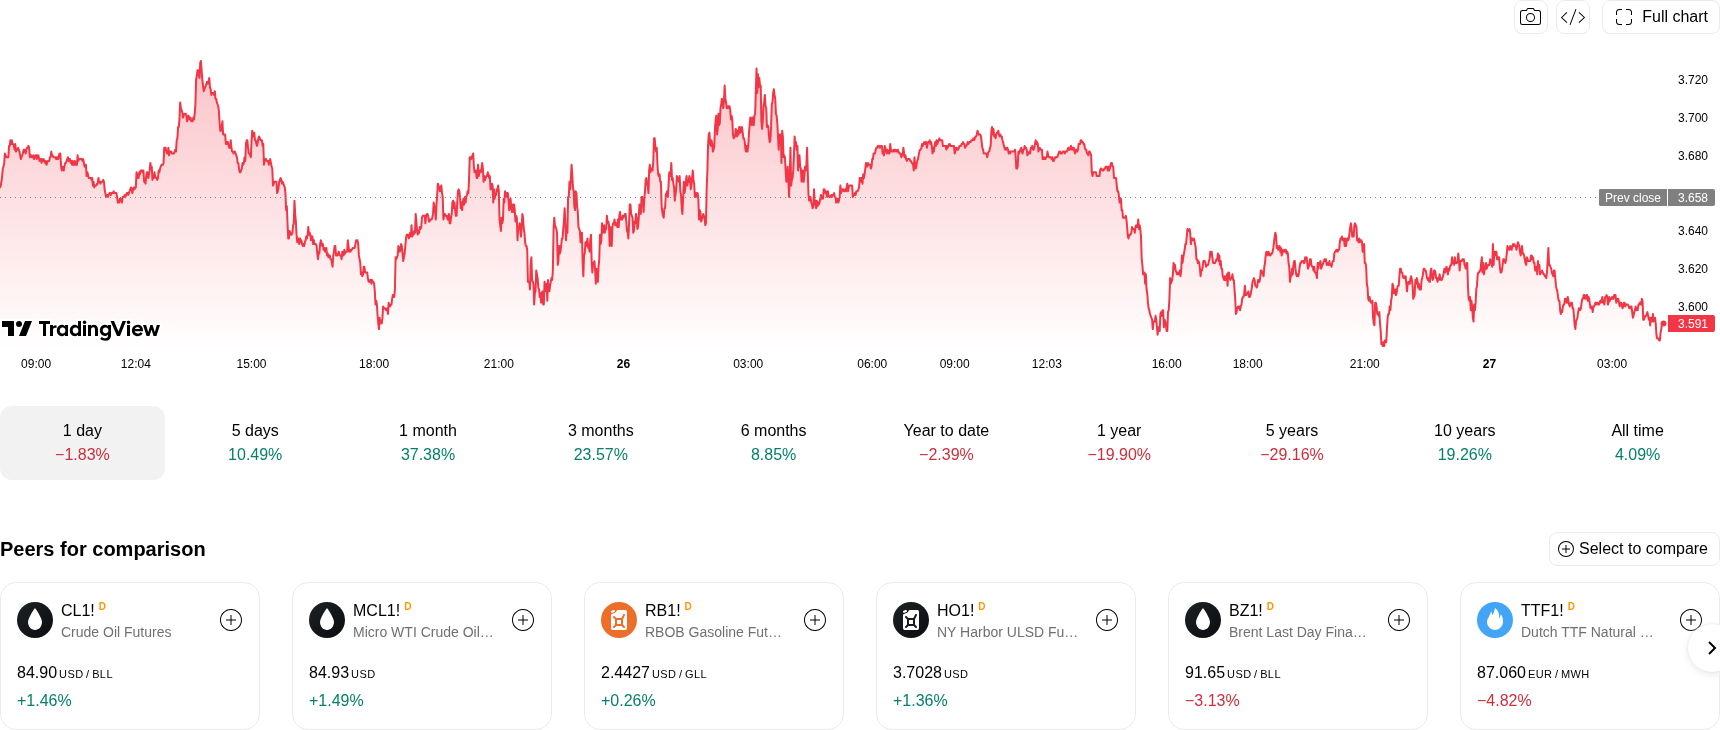 Full chart
3.720
3.700
3.680
Prev close 3.658
3.640
3.620
3.600
3.591
TradingView
09:00 12:04 15:00 18:00 21:00 26 03:00 06:00 09:00 12:03 16:00 18:00 21:00 27 03:00
1 day 5 days 1 month 3 months 6 months Year to date 1 year 5 years 10 years All time
−1.83% 10.49% 37.38% 23.57% 8.85% −2.39% −19.90% −29.16% 19.26% 4.09%
Peers for comparison
Select to compare
CL1! D
Crude Oil Futures
84.90 USD / BLL
+1.46%
MCL1! D
Micro WTI Crude Oil…
84.93 USD
+1.49%
RB1! D
RBOB Gasoline Fut…
2.4427 USD / GLL
+0.26%
HO1! D
NY Harbor ULSD Fu…
3.7028 USD
+1.36%
BZ1! D
Brent Last Day Fina…
91.65 USD / BLL
−3.13%
TTF1! D
Dutch TTF Natural …
87.060 EUR / MWH
−4.82%